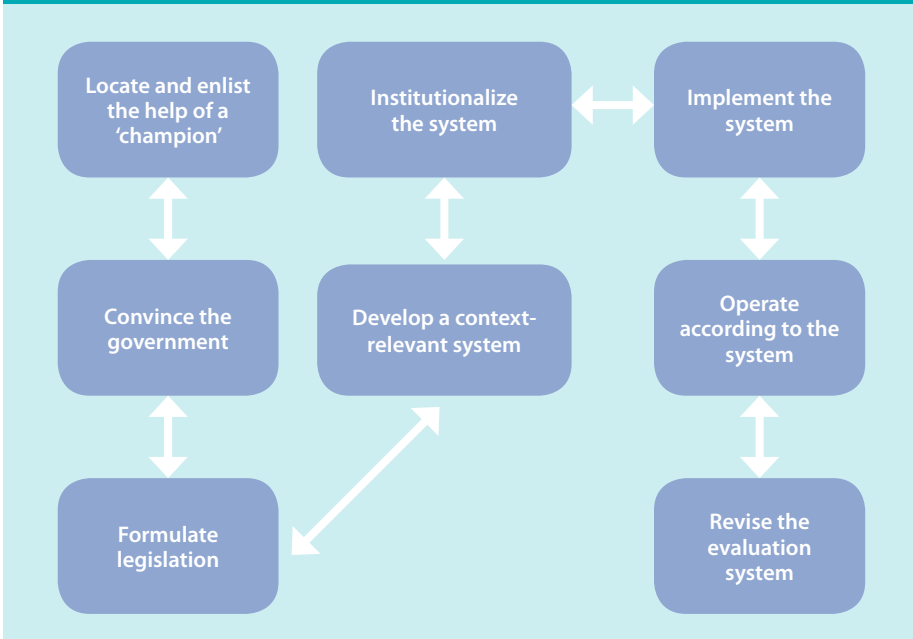 Locate and enlist
the help of a
‘champion’
Convince the
government
Formulate
legislation
Develop a context-
relevant system
Institutionalize
the system
Implement the
system
Operate
according to the
system
Revise the
evaluation
system